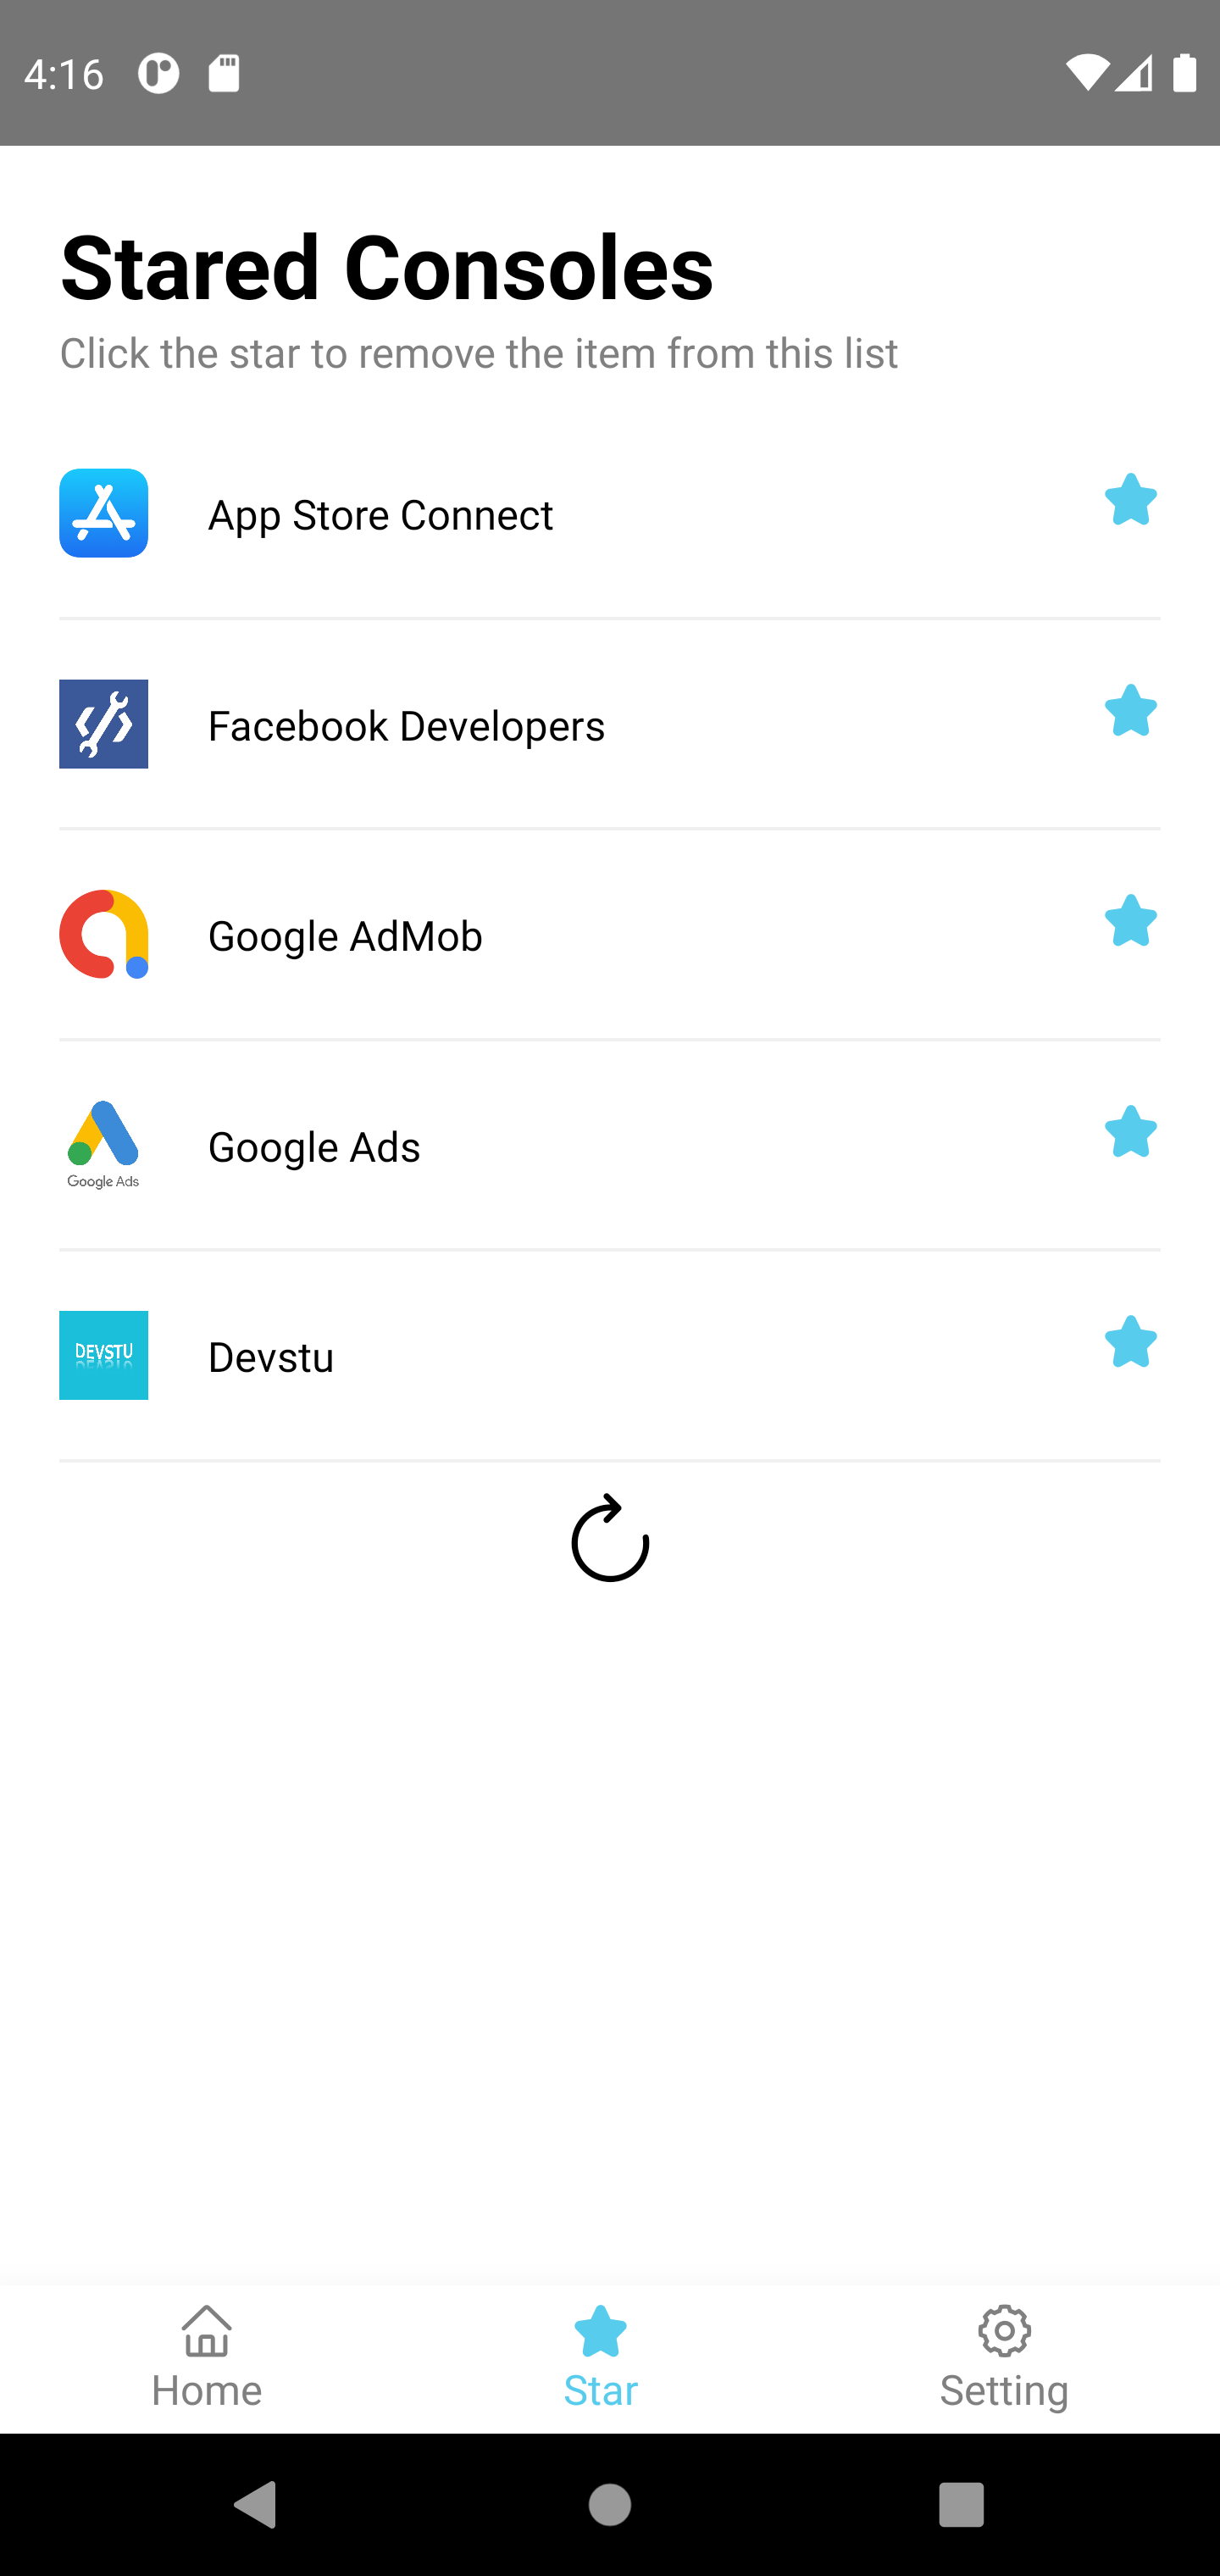 4:16
Stared Consoles
Click the star to remove the item from this list
App Store Connect
Facebook Developers
Google AdMob
Google Ads
Google Ads
DEVSTU
Devstu
Home
Star
Setting